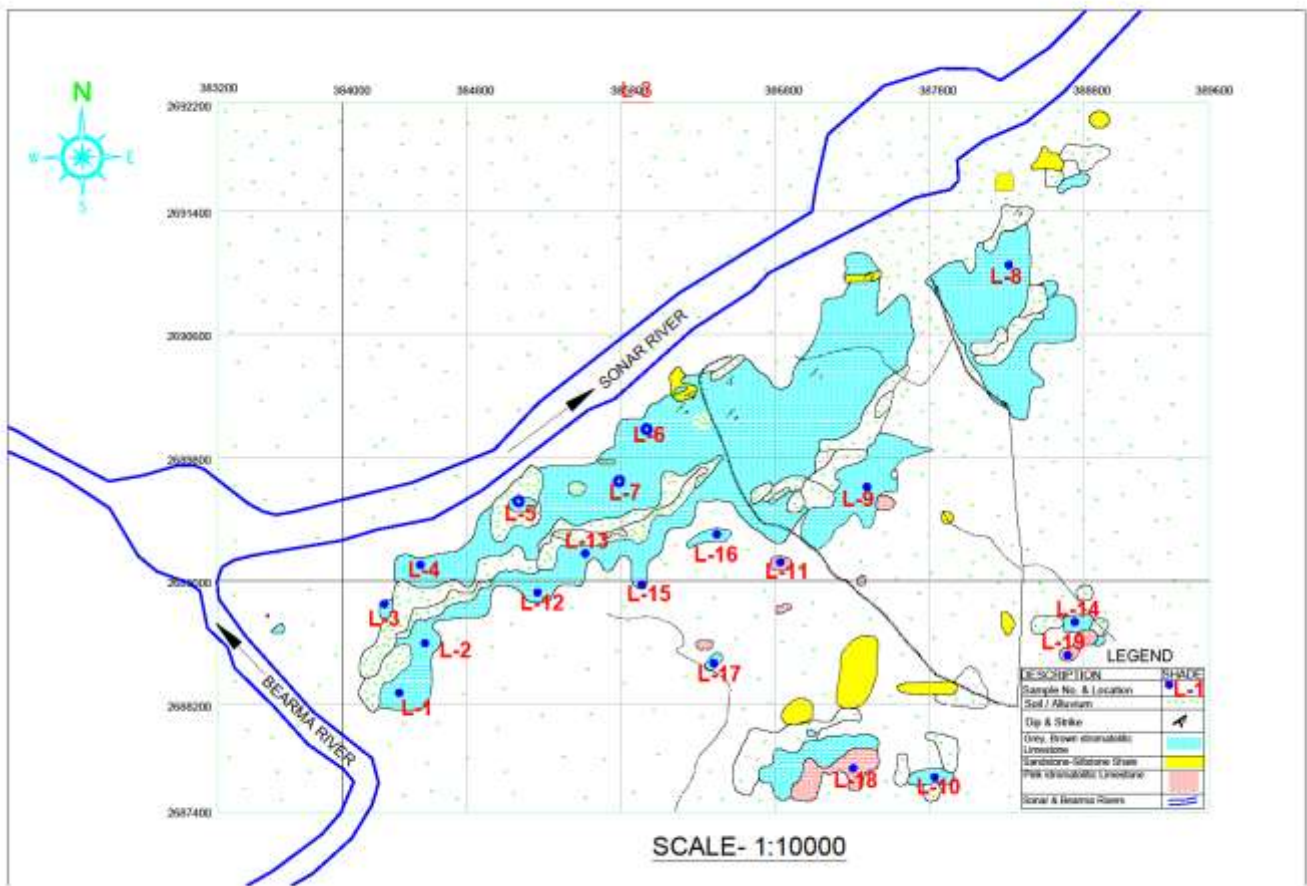 N
W
E
S
383200
384000
384800
L-3
386800
387800
388800
389600
2692200
2691400
2690600
2689800
2689000
2688200
2687400
SONAR RIVER
BEARMA RIVER
L-8
L-6
L-7
L-9
L-5
L-13
L-16
L-11
L-4
L-12
L-15
L-3
L-2
L-14
L-19
L-17
L-1
L-18
L-10
LEGEND
DESCRIPTION SHADE
Sample No. & Location L-1
Soil / Alluvium
Dip & Strike
Grey, Brown stromatolitic
Limestone
Sandstone-Siltstone Shale
Pink stromatolitic Limestone
Sonar & Bearma Rivers
SCALE- 1:10000